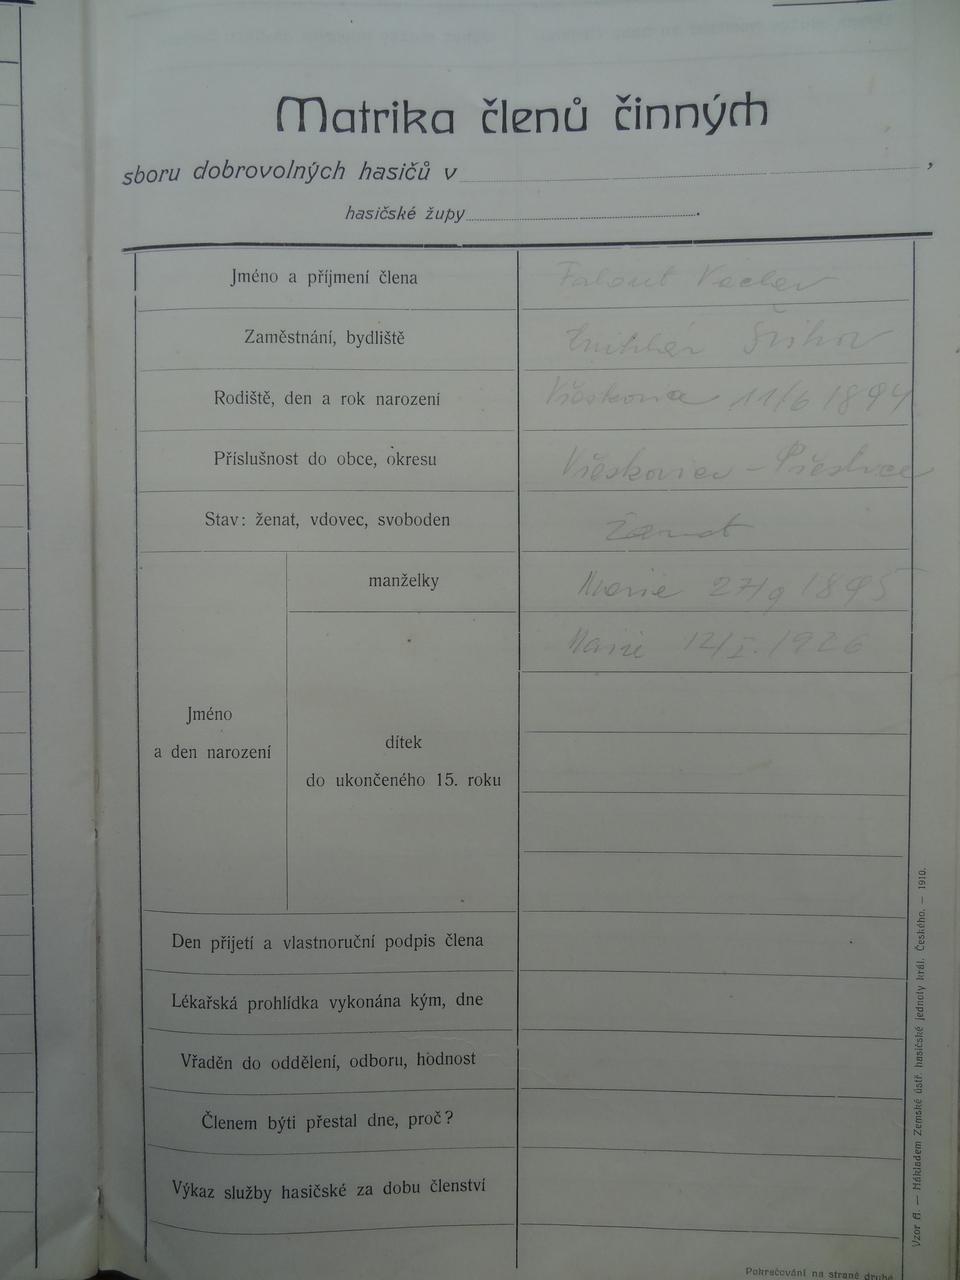 Matrika členů činných
sboru dobrovolných hasičů v ,
hasičské župy .
Jméno a příjmení člena
Falout Vaclav
Zaměstnání, bydliště
Rodiště, den a rok narození
11/6 1894
Příslušnost do obce, okresu
Stav: ženat, vdovec, svoboden
Ženat
manželky
Marie 27/9 1895
Marie 12/I. 1926
Jméno
a den narození
dítek
do ukončeného 15. roku
Den přijetí a vlastnoruční podpis člena
Lékařská prohlídka vykonána kým, dne
Vřaděn do oddělení, odboru, hodnost
Členem býti přestal dne, proč?
Výkaz služby hasičské za dobu členství
Vzor A. — Nákladem Zemské ústř. hasičské jednoty král. Českého. — 1910.
Pokračování na straně druhé